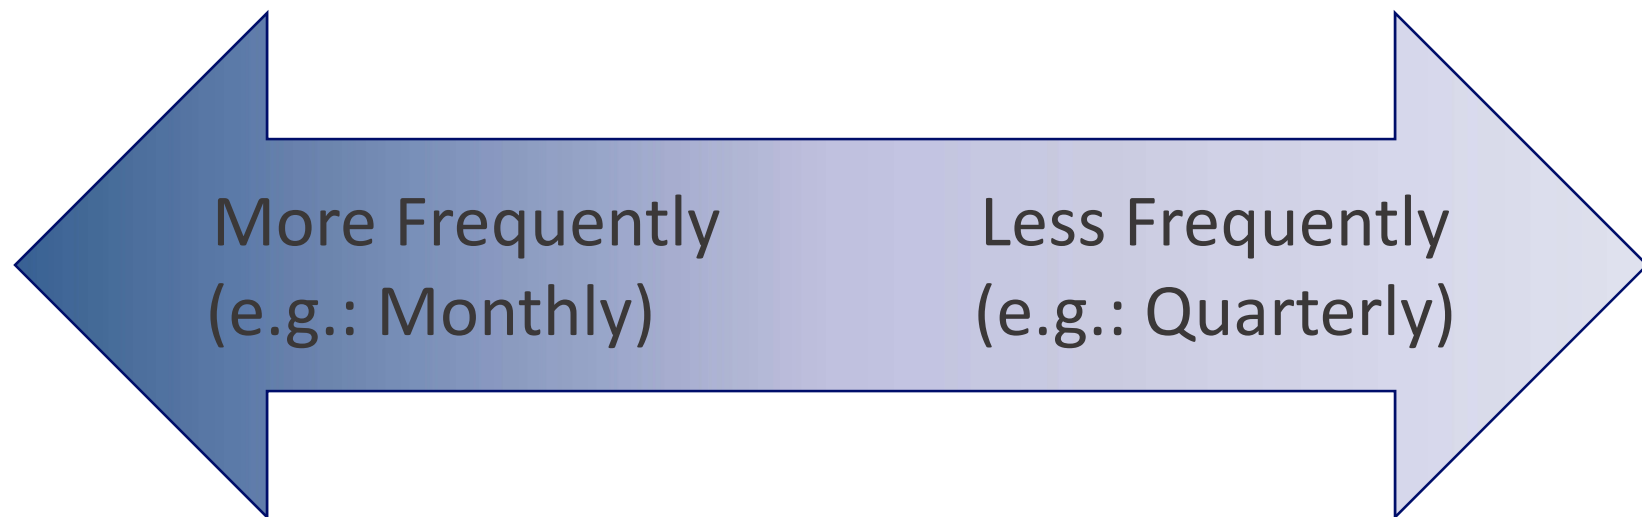 More Frequently
(e.g.: Monthly)
Less Frequently
(e.g.: Quarterly)